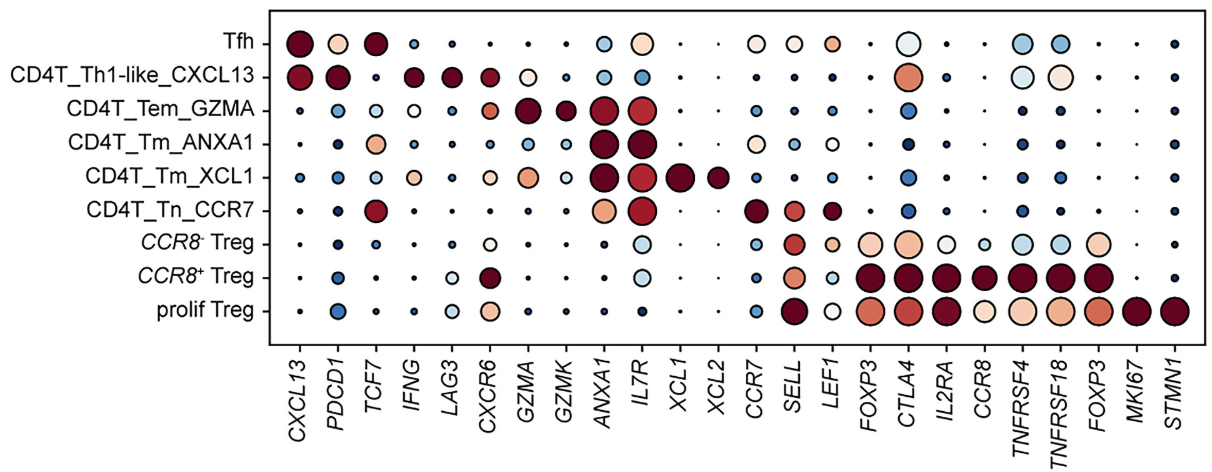 Tfh
CD4T_Th1-like_CXCL13
CD4T_Tem_GZMA
CD4T_Tm_ANXA1
CD4T_Tm_XCL1
CD4T_Tn_CCR7
CCR8⁻ Treg
CCR8⁺ Treg
prolif Treg
CXCL13
PDCD1
TCF7
IFNG
LAG3
CXCR6
GZMA
GZMK
ANXA1
IL7R
XCL1
XCL2
CCR7
SELL
LEF1
FOXP3
CTLA4
IL2RA
CCR8
TNFRSF4
TNFRSF18
FOXP3
MKI67
STMN1